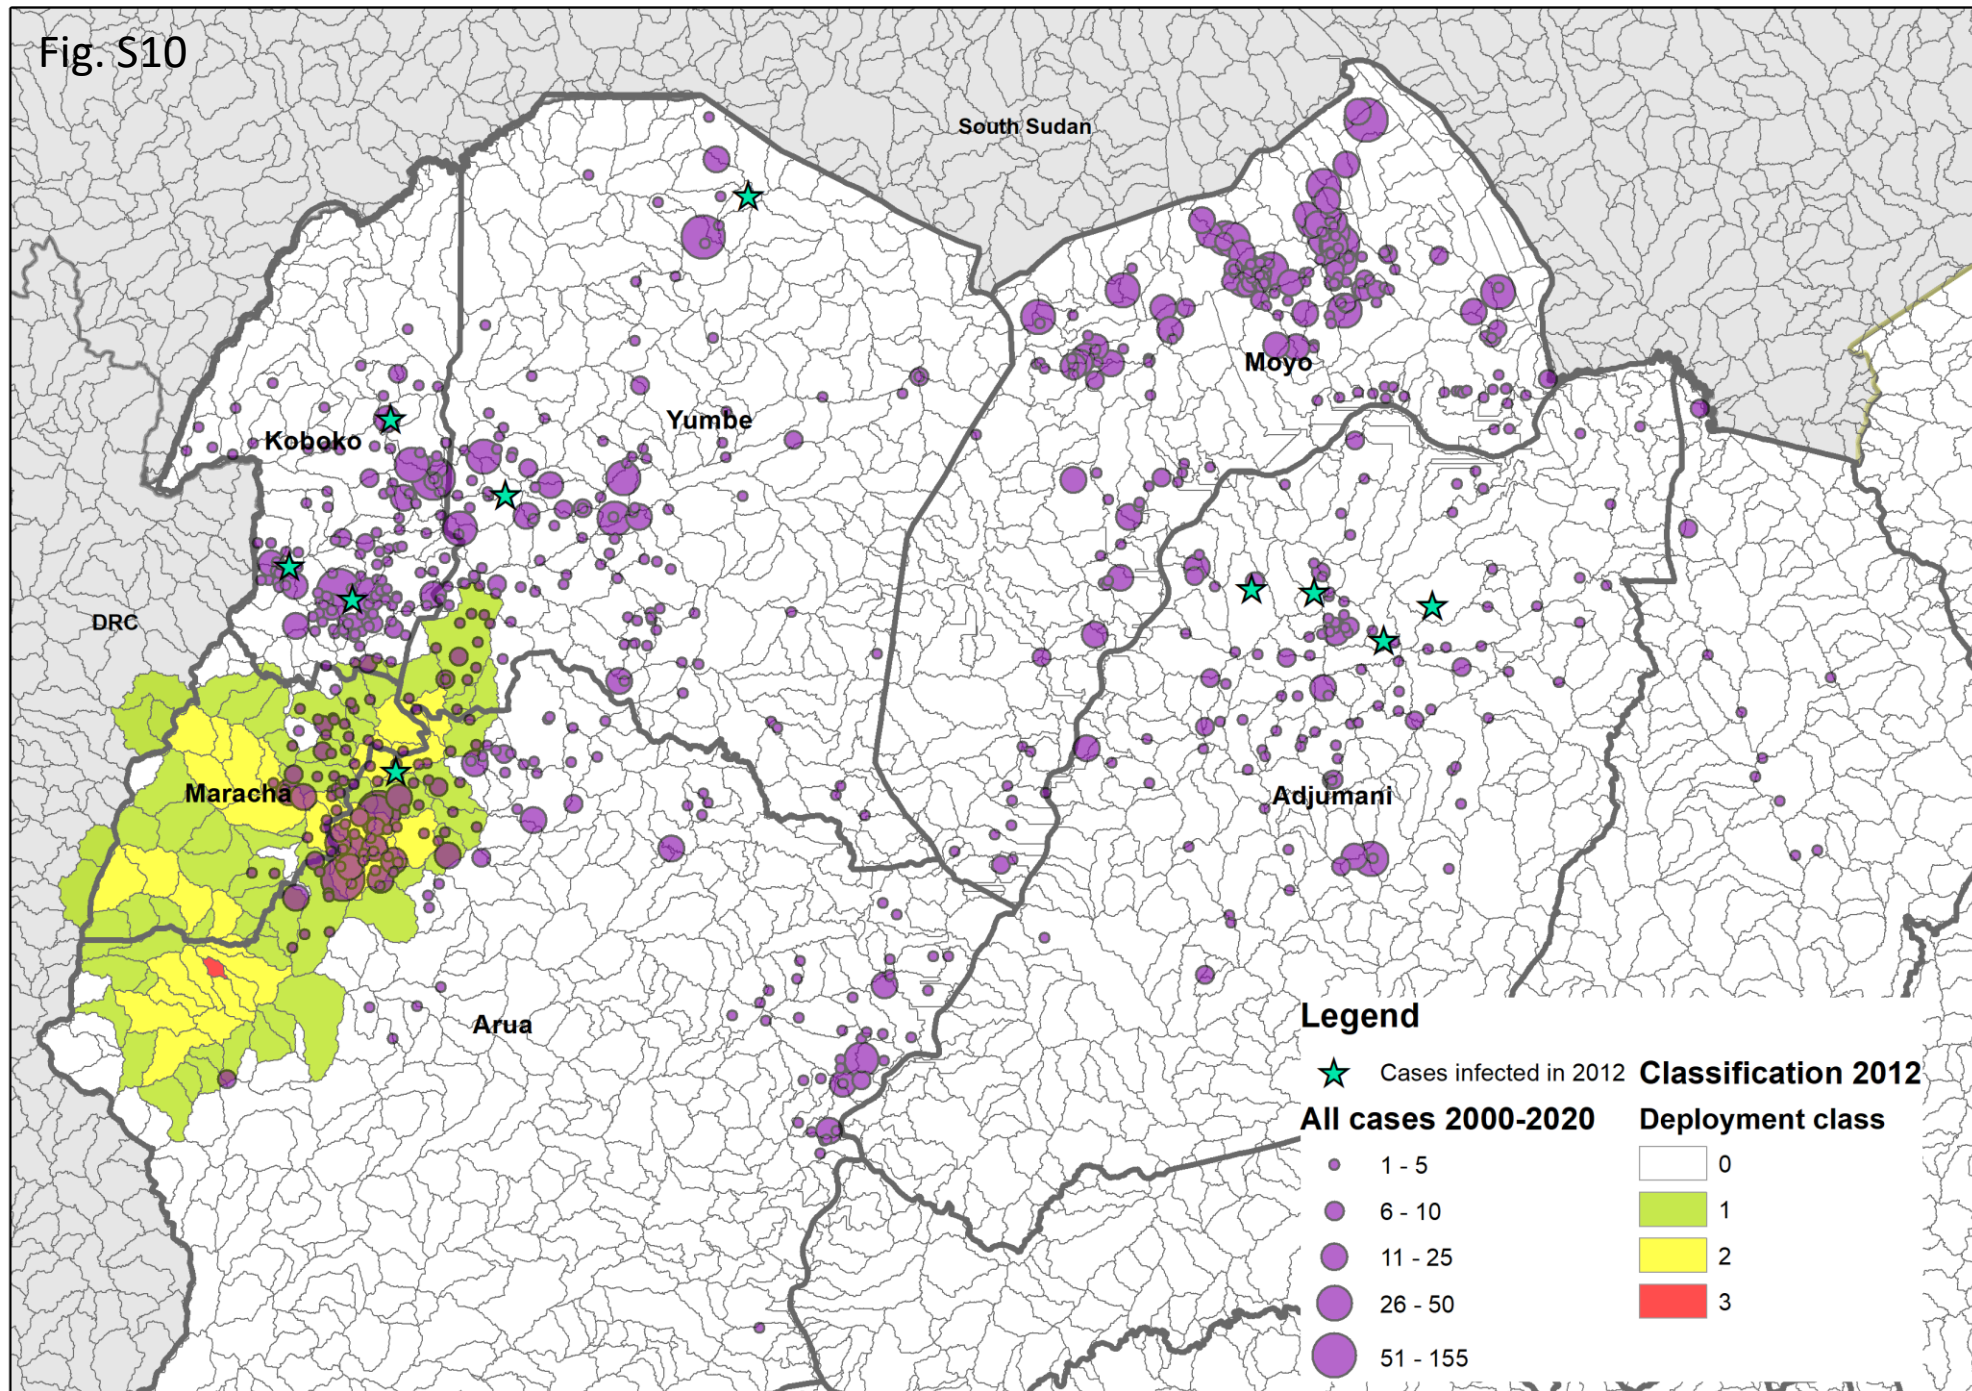 Fig. S10
South Sudan
Moyo
Yumbe
Koboko
DRC
Maracha
Adjumani
Arua
Legend
Cases infected in 2012
Classification 2012
All cases 2000-2020
Deployment class
1 - 5
0
6 - 10
1
11 - 25
2
26 - 50
3
51 - 155